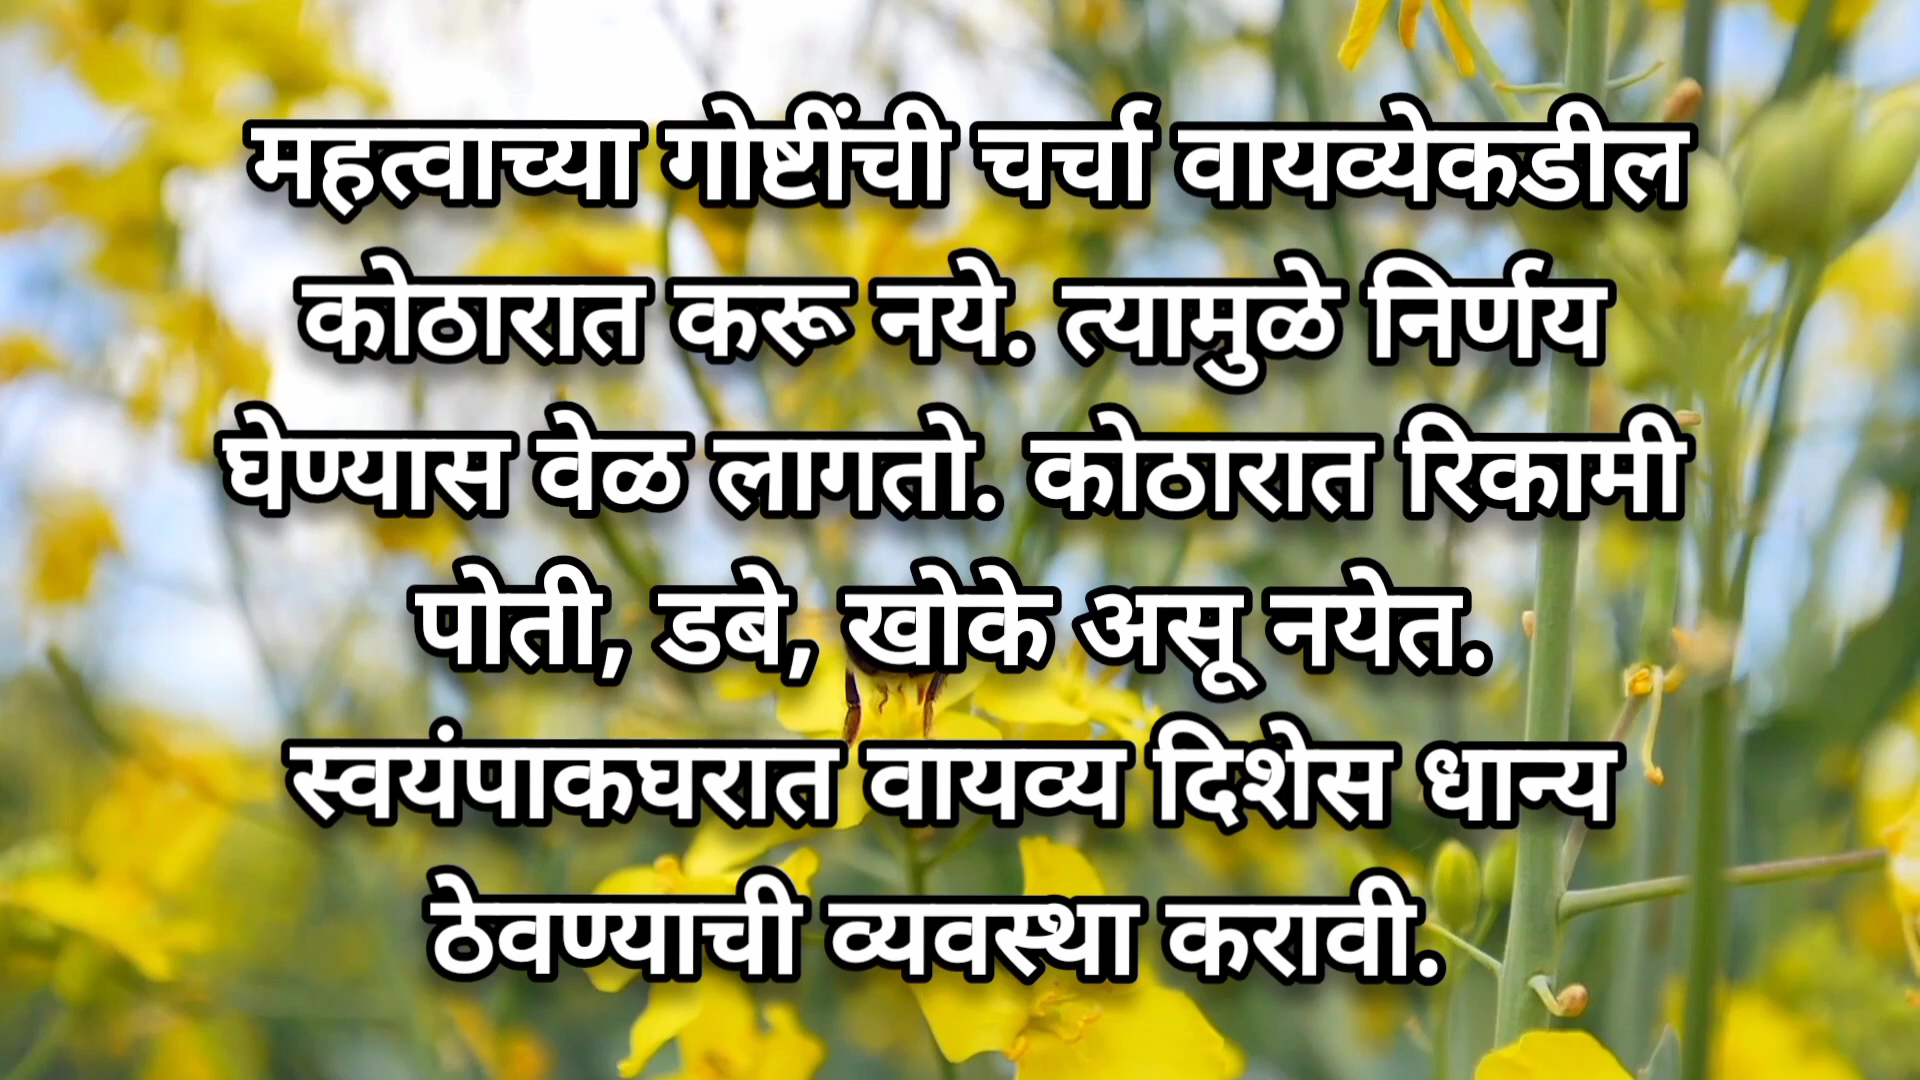 महत्वाच्या गोष्टींची चर्चा वायव्येकडील
कोठारात करू नये. त्यामुळे निर्णय
घेण्यास वेळ लागतो. कोठारात रिकामी
पोती, डबे, खोके असू नयेत.
स्वयंपाकघरात वायव्य दिशेस धान्य
ठेवण्याची व्यवस्था करावी.